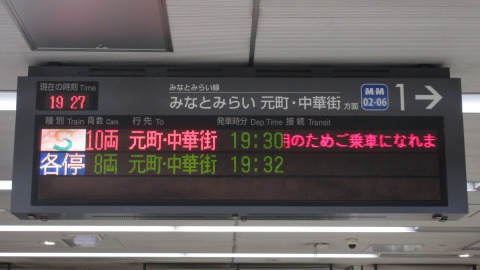 現在の時刻 Time
19 27
みなとみらい線
みなとみらい 元町・中華街 方面
MM
02-06
1 →
種別 Train 両数 Cars 行先 To 発車時分 Dep.Time 接続 Transit
S 10両 元町・中華街 19:30 用のためご乗車になれま
各停 8両 元町・中華街 19:32